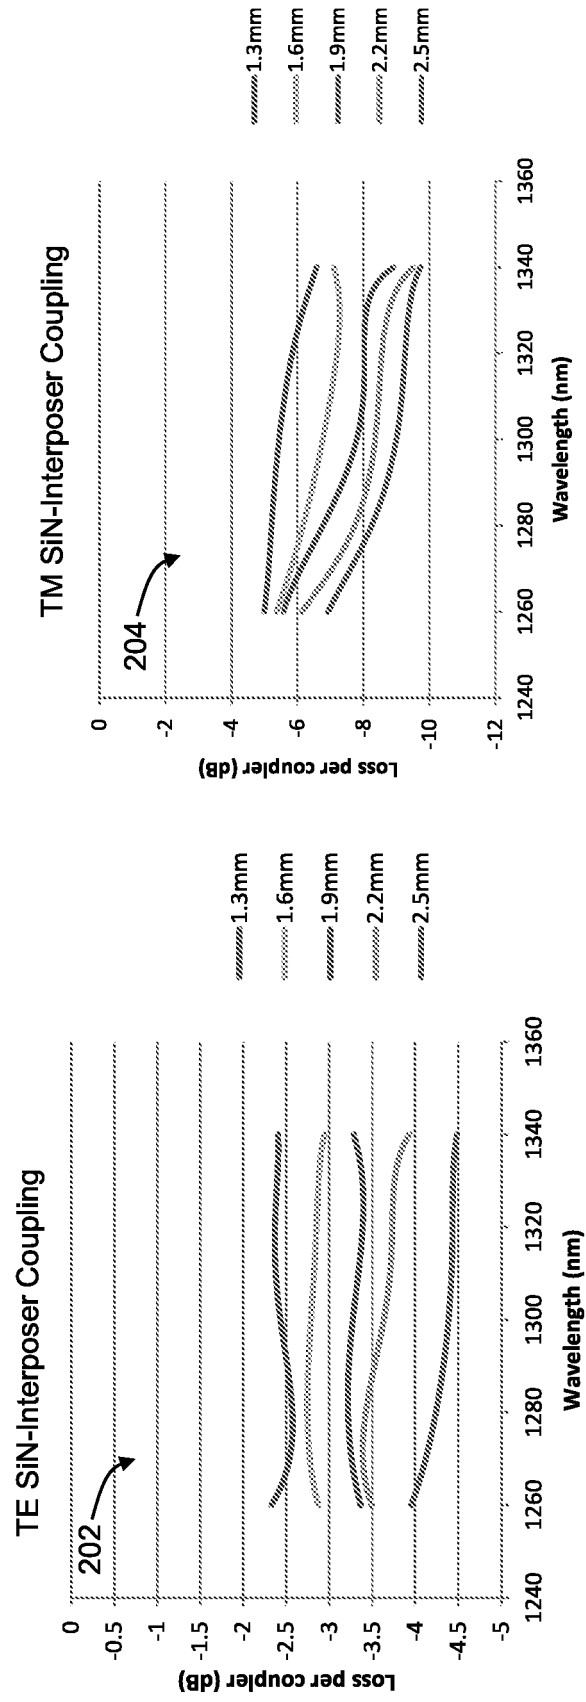 TE SiN-Interposer Coupling
202
0
-0.5
-1
-1.5
-2
-2.5
-3
-3.5
-4
-4.5
-5
Loss per coupler (dB)
1240
1260
1280
1300
1320
1340
1360
Wavelength (nm)
1.3mm
1.6mm
1.9mm
2.2mm
2.5mm
TM SiN-Interposer Coupling
204
0
-2
-4
-6
-8
-10
-12
Loss per coupler (dB)
1240
1260
1280
1300
1320
1340
1360
Wavelength (nm)
1.3mm
1.6mm
1.9mm
2.2mm
2.5mm